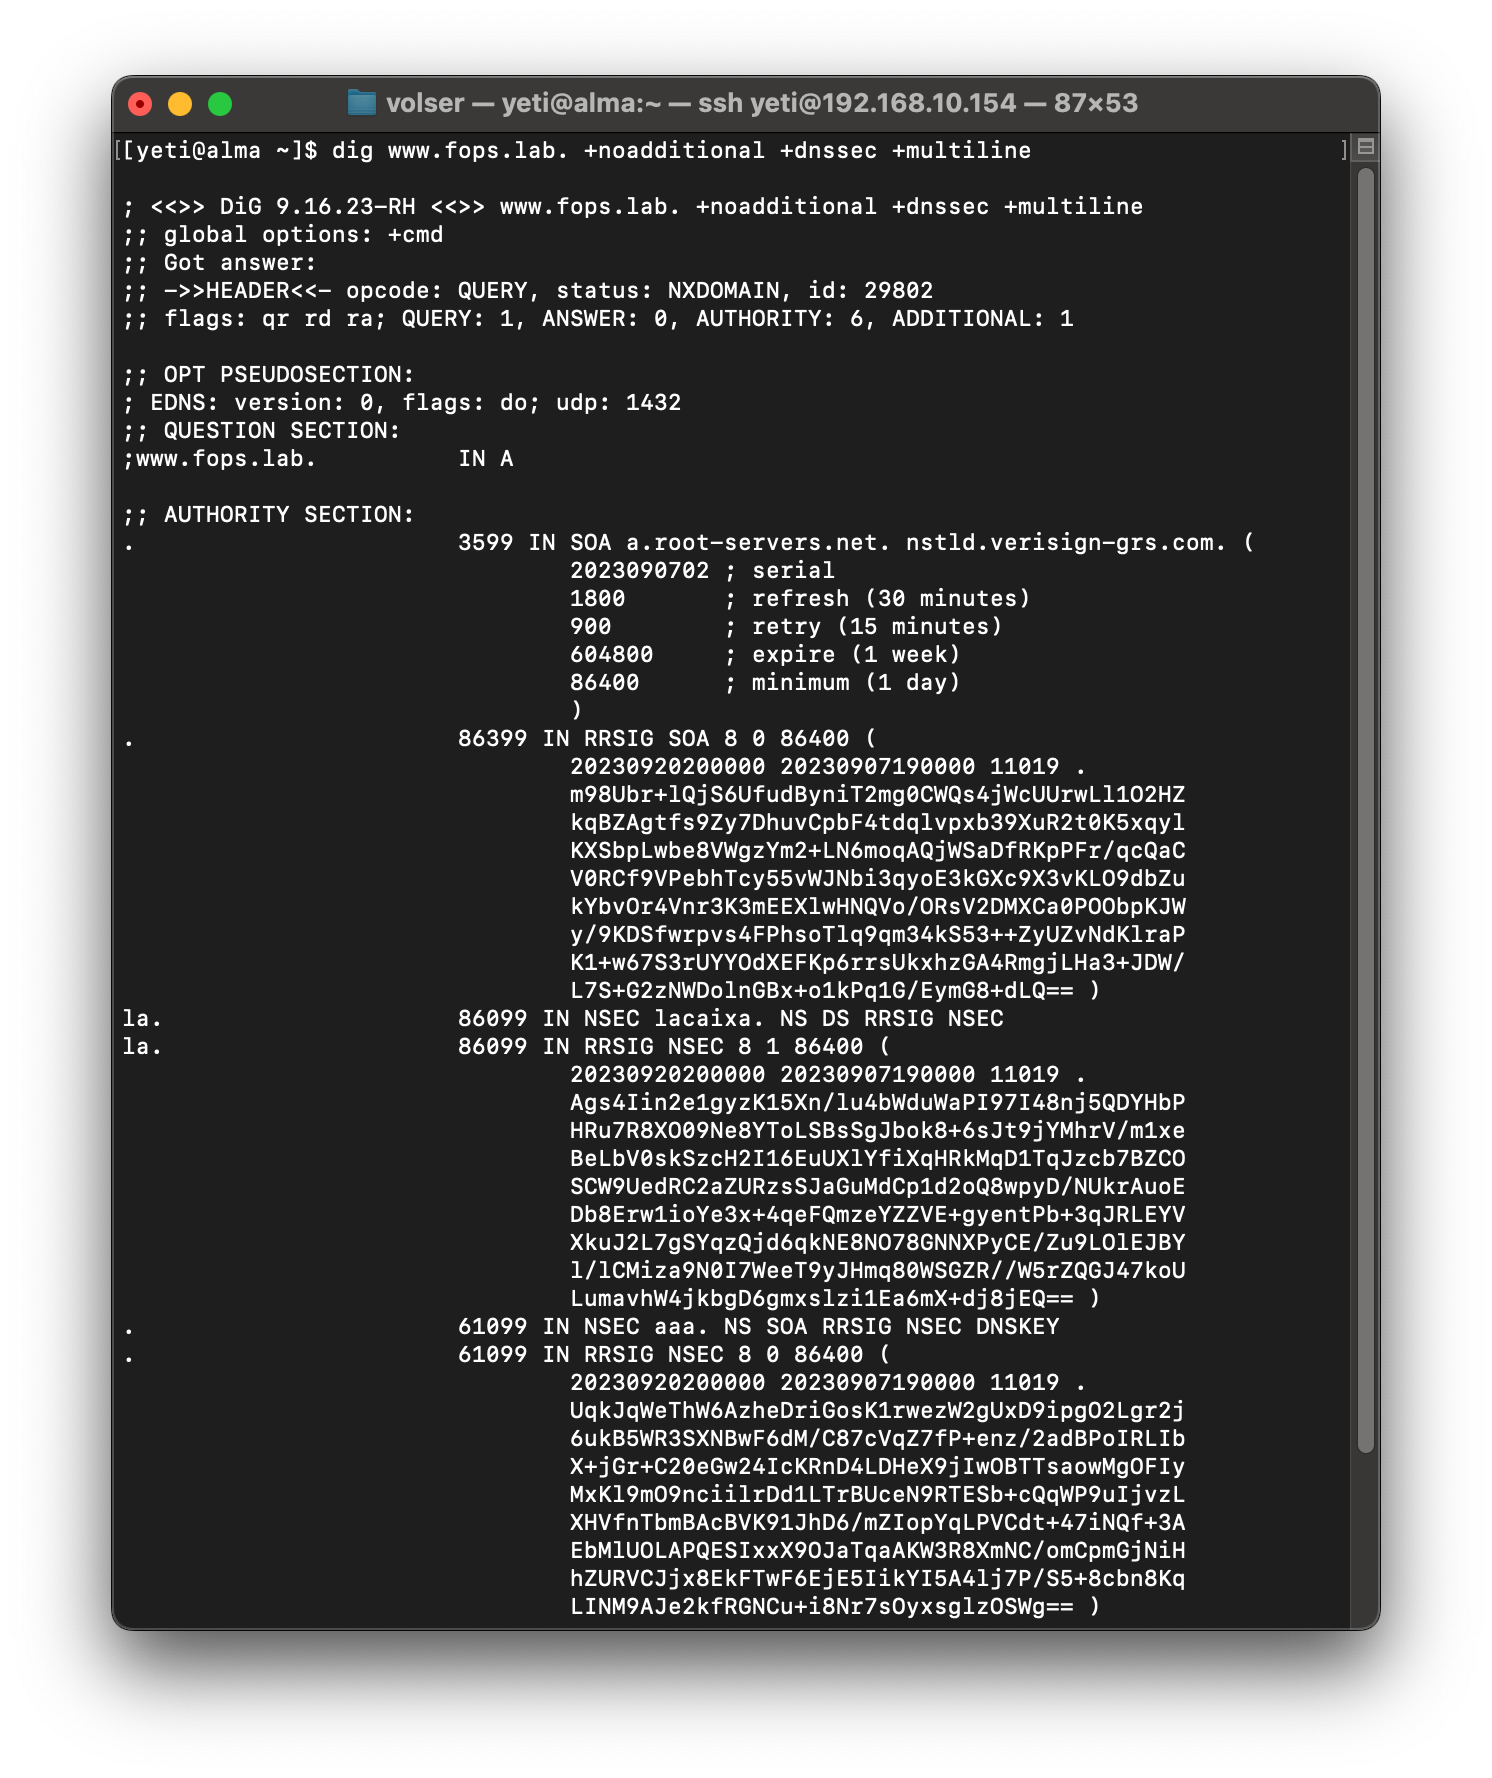 volser — yeti@alma:~ — ssh yeti@192.168.10.154 — 87×53
[[yeti@alma ~]$ dig www.fops.lab. +noadditional +dnssec +multiline ]
; <<>> DiG 9.16.23-RH <<>> www.fops.lab. +noadditional +dnssec +multiline
;; global options: +cmd
;; Got answer:
;; ->>HEADER<<- opcode: QUERY, status: NXDOMAIN, id: 29802
;; flags: qr rd ra; QUERY: 1, ANSWER: 0, AUTHORITY: 6, ADDITIONAL: 1
;; OPT PSEUDOSECTION:
; EDNS: version: 0, flags: do; udp: 1432
;; QUESTION SECTION:
;www.fops.lab. IN A
;; AUTHORITY SECTION:
. 3599 IN SOA a.root-servers.net. nstld.verisign-grs.com. (
2023090702 ; serial
1800 ; refresh (30 minutes)
900 ; retry (15 minutes)
604800 ; expire (1 week)
86400 ; minimum (1 day)
)
. 86399 IN RRSIG SOA 8 0 86400 (
20230920200000 20230907190000 11019 .
m98Ubr+lQjS6UfudByniT2mg0CWQs4jWcUUrwLl1O2HZ
kqBZAgtfs9Zy7DhuvCpbF4tdqlvpxb39XuR2t0K5xqyl
KXSbpLwbe8VWgzYm2+LN6moqAQjWSaDfRKpPFr/qcQaC
V0RCf9VPebhTcy55vWJNbi3qyoE3kGXc9X3vKLO9dbZu
kYbvOr4Vnr3K3mEEXlwHNQVo/ORsV2DMXCa0POObpKJW
y/9KDSfwrpvs4FPhsoTlq9qm34kS53++ZyUZvNdKlraP
K1+w67S3rUYYOdXEFKp6rrsUkxhzGA4RmgjLHa3+JDW/
L7S+G2zNWDolnGBx+o1kPq1G/EymG8+dLQ== )
la. 86099 IN NSEC lacaixa. NS DS RRSIG NSEC
la. 86099 IN RRSIG NSEC 8 1 86400 (
20230920200000 20230907190000 11019 .
Ags4Iin2e1gyzK15Xn/lu4bWduWaPI97I48nj5QDYHbP
HRu7R8XO09Ne8YToLSBsSgJbok8+6sJt9jYMhrV/m1xe
BeLbV0skSzcH2I16EuUXlYfiXqHRkMqD1TqJzcb7BZCO
SCW9UedRC2aZURzsSJaGuMdCp1d2oQ8wpyD/NUkrAuoE
Db8Erw1ioYe3x+4qeFQmzeYZZVE+gyentPb+3qJRLEYV
XkuJ2L7gSYqzQjd6qkNE8NO78GNNXPyCE/Zu9LOlEJBY
l/lCMiza9N0I7WeeT9yJHmq80WSGZR//W5rZQGJ47koU
LumavhW4jkbgD6gmxslzi1Ea6mX+dj8jEQ== )
. 61099 IN NSEC aaa. NS SOA RRSIG NSEC DNSKEY
. 61099 IN RRSIG NSEC 8 0 86400 (
20230920200000 20230907190000 11019 .
UqkJqWeThW6AzheDriGosK1rwezW2gUxD9ipgO2Lgr2j
6ukB5WR3SXNBwF6dM/C87cVqZ7fP+enz/2adBPoIRLIb
X+jGr+C20eGw24IcKRnD4LDHeX9jIwOBTTsaowMgOFIy
MxKl9mO9nciilrDd1LTrBUceN9RTESb+cQqWP9uIjvzL
XHVfnTbmBAcBVK91JhD6/mZIopYqLPVCdt+47iNQf+3A
EbMlUOLAPQESIxxX9OJaTqaAKW3R8XmNC/omCpmGjNiH
hZURVCJjx8EkFTwF6EjE5IikYI5A4lj7P/S5+8cbn8Kq
LINM9AJe2kfRGNCu+i8Nr7sOyxsglzOSWg== )